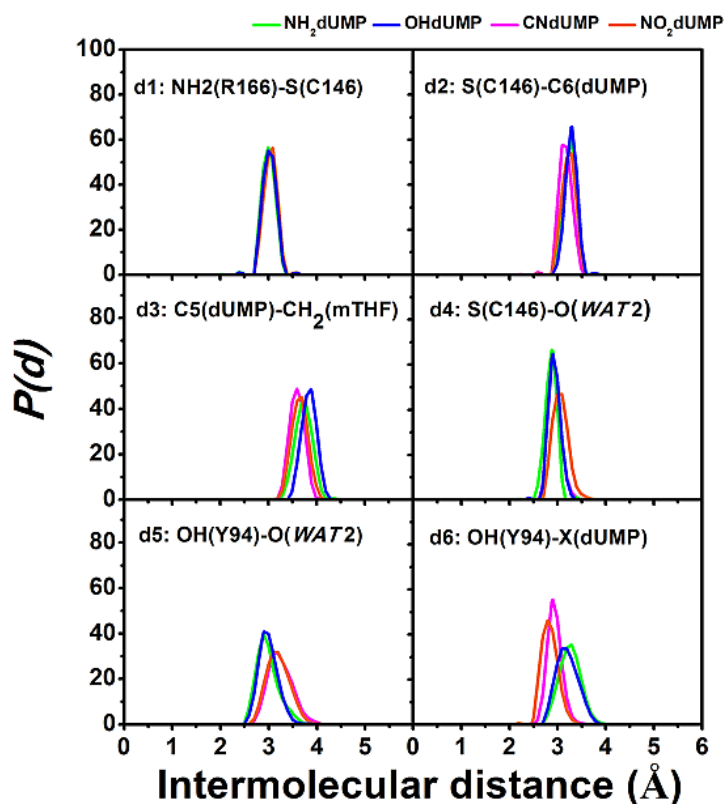 NH₂dUMP OHdUMP CNdUMP NO₂dUMP
100
80
60
40
20
0
d1: NH2(R166)-S(C146)
d2: S(C146)-C6(dUMP)
80
60
40
20
0
d3: C5(dUMP)-CH₂(mTHF)
d4: S(C146)-O(WAT2)
80
60
40
20
0
d5: OH(Y94)-O(WAT2)
d6: OH(Y94)-X(dUMP)
P(d)
0 1 2 3 4 5 0 1 2 3 4 5 6
Intermolecular distance (Å)